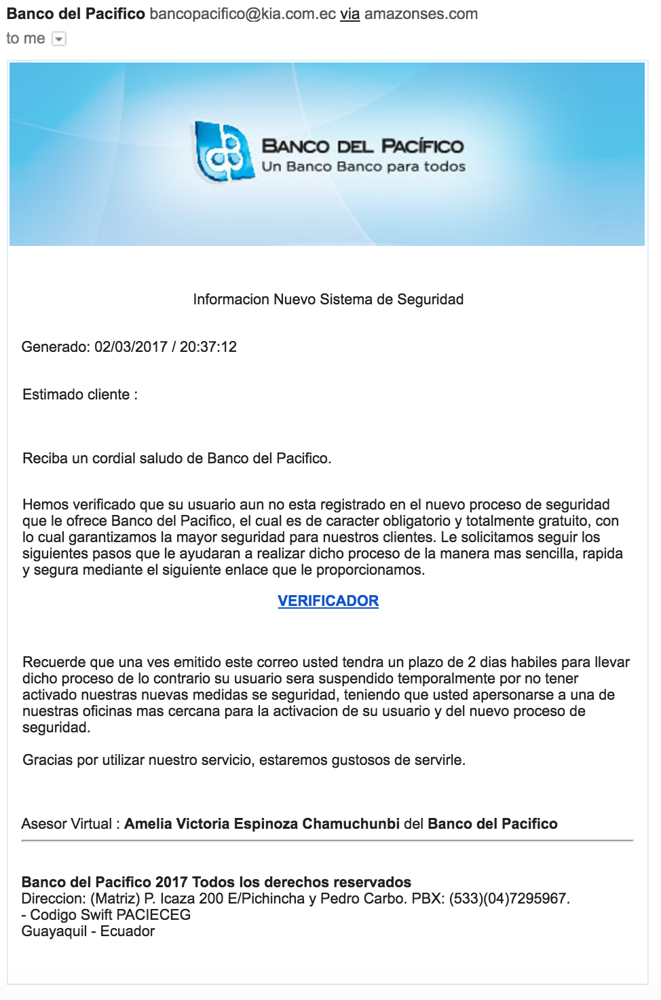 Banco del Pacifico bancopacifico@kia.com.ec via amazonses.com
to me
BANCO DEL PACÍFICO
Un Banco Banco para todos
Informacion Nuevo Sistema de Seguridad
Generado: 02/03/2017 / 20:37:12
Estimado cliente :
Reciba un cordial saludo de Banco del Pacifico.
Hemos verificado que su usuario aun no esta registrado en el nuevo proceso de seguridad
que le ofrece Banco del Pacifico, el cual es de caracter obligatorio y totalmente gratuito, con
lo cual garantizamos la mayor seguridad para nuestros clientes. Le solicitamos seguir los
siguientes pasos que le ayudaran a realizar dicho proceso de la manera mas sencilla, rapida
y segura mediante el siguiente enlace que le proporcionamos.
VERIFICADOR
Recuerde que una ves emitido este correo usted tendra un plazo de 2 dias habiles para llevar
dicho proceso de lo contrario su usuario sera suspendido temporalmente por no tener
activado nuestras nuevas medidas se seguridad, teniendo que usted apersonarse a una de
nuestras oficinas mas cercana para la activacion de su usuario y del nuevo proceso de
seguridad.
Gracias por utilizar nuestro servicio, estaremos gustosos de servirle.
Asesor Virtual : Amelia Victoria Espinoza Chamuchunbi del Banco del Pacifico
Banco del Pacifico 2017 Todos los derechos reservados
Direccion: (Matriz) P. Icaza 200 E/Pichincha y Pedro Carbo. PBX: (533)(04)7295967.
- Codigo Swift PACIECEG
Guayaquil - Ecuador